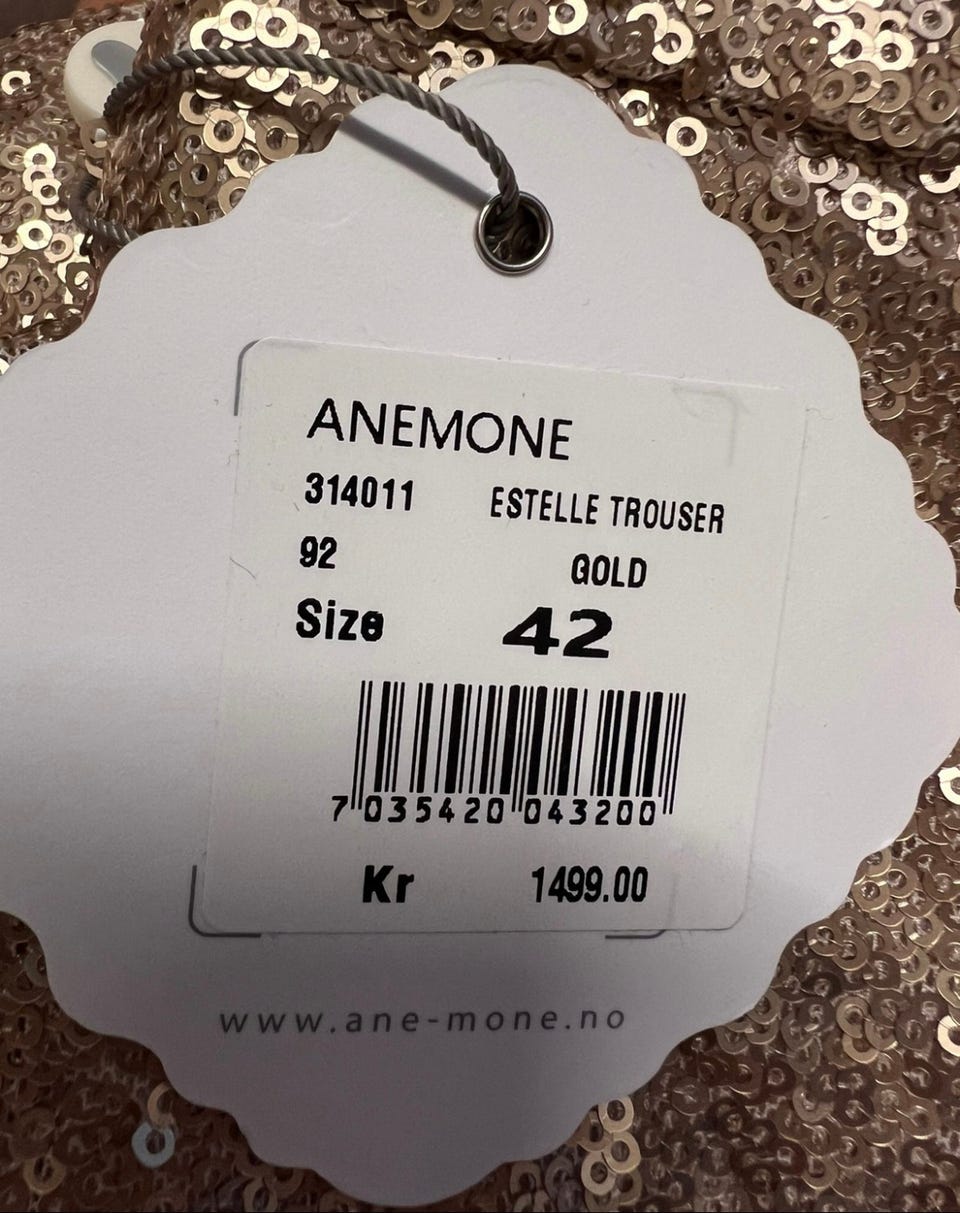 ANEMONE
314011 ESTELLE TROUSER
92 GOLD
Size 42
7 035420 043200
Kr 1499.00
www.ane-mone.no